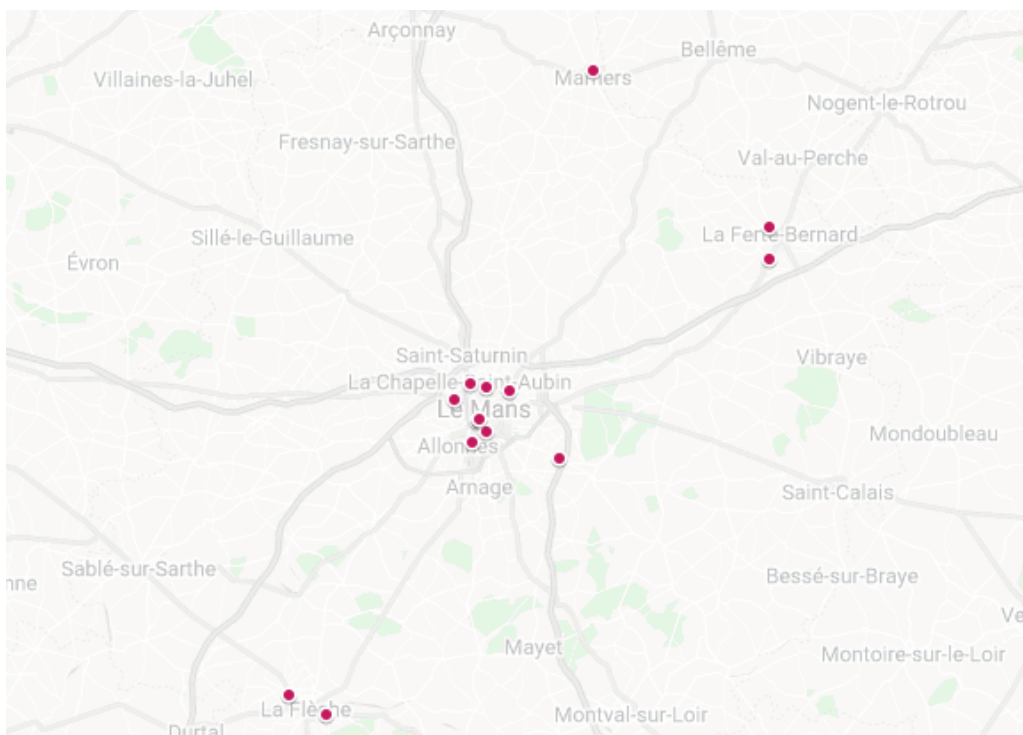 Arçonnay
Bellême
Villaines-la-Juhel
Mamers
Nogent-le-Rotrou
Fresnay-sur-Sarthe
Val-au-Perche
La Ferté-Bernard
Sillé-le-Guillaume
Évron
Saint-Saturnin
Vibraye
La Chapelle-Saint-Aubin
Le Mans
Mondoubleau
Allonnes
Arnage
Saint-Calais
Sablé-sur-Sarthe
nne
Bessé-sur-Braye
Ve
Mayet
Montoire-sur-le-Loir
La Flèche
Montval-sur-Loir
Durtal